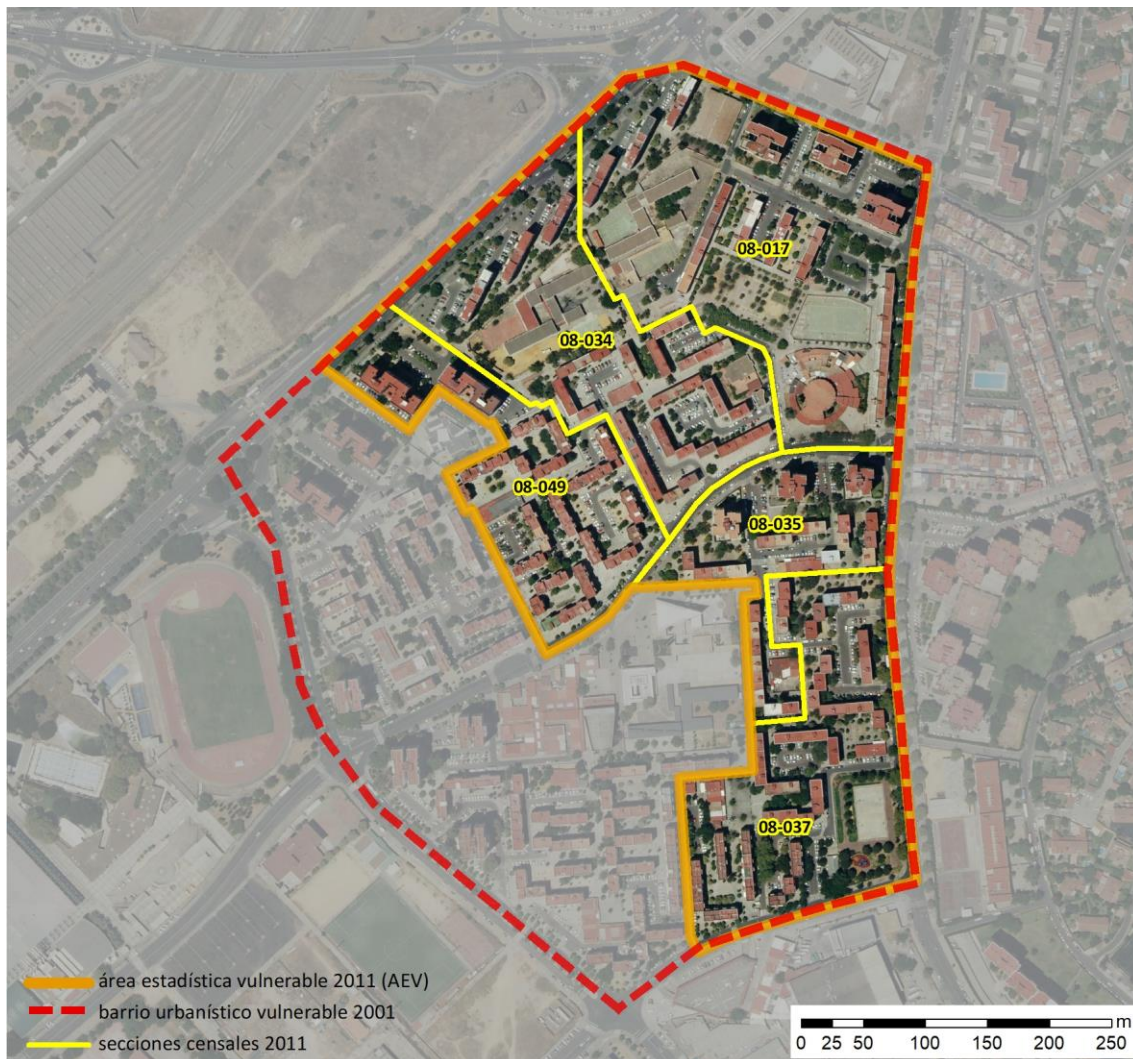 08-017
08-034
08-049
08-035
08-037
área estadística vulnerable 2011 (AEV)
barrio urbanístico vulnerable 2001
secciones censales 2011
m
0 25 50 100 150 200 250